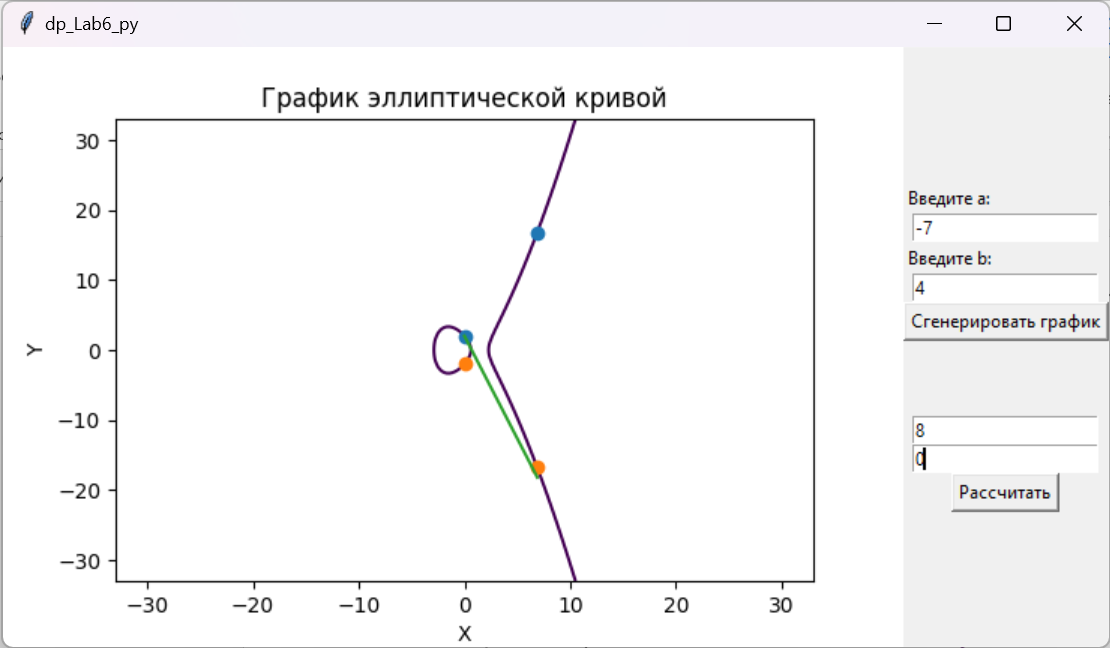 dp_Lab6_py
График эллиптической кривой
30
20
10
0
−10
−20
−30
Y
−30 −20 −10 0 10 20 30
X
Введите a:
-7
Введите b:
4
Сгенерировать график
8
0
Рассчитать